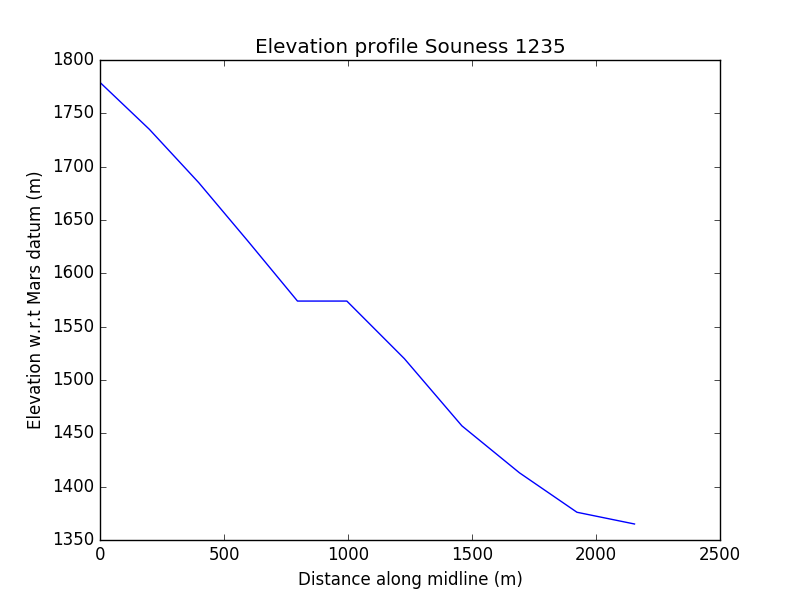 Elevation profile Souness 1235
Elevation w.r.t Mars datum (m)
1800
1750
1700
1650
1600
1550
1500
1450
1400
1350
0 500 1000 1500 2000 2500
Distance along midline (m)